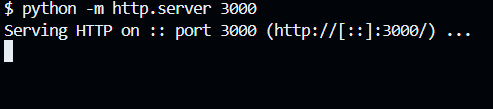 $ python -m http.server 3000
Serving HTTP on :: port 3000 (http://[::]:3000/) ...